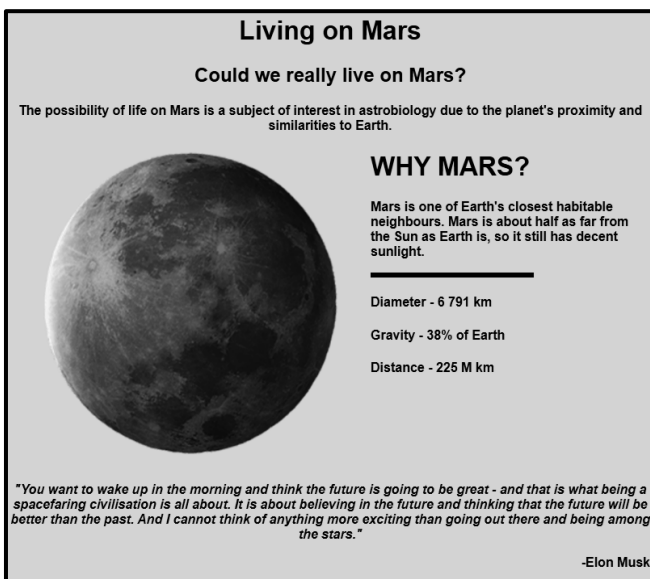 Living on Mars
Could we really live on Mars?
The possibility of life on Mars is a subject of interest in astrobiology due to the planet's proximity and
similarities to Earth.
WHY MARS?
Mars is one of Earth's closest habitable
neighbours. Mars is about half as far from
the Sun as Earth is, so it still has decent
sunlight.
Diameter - 6 791 km
Gravity - 38% of Earth
Distance - 225 M km
"You want to wake up in the morning and think the future is going to be great - and that is what being a
spacefaring civilisation is all about. It is about believing in the future and thinking that the future will be
better than the past. And I cannot think of anything more exciting than going out there and being among
the stars."
-Elon Musk